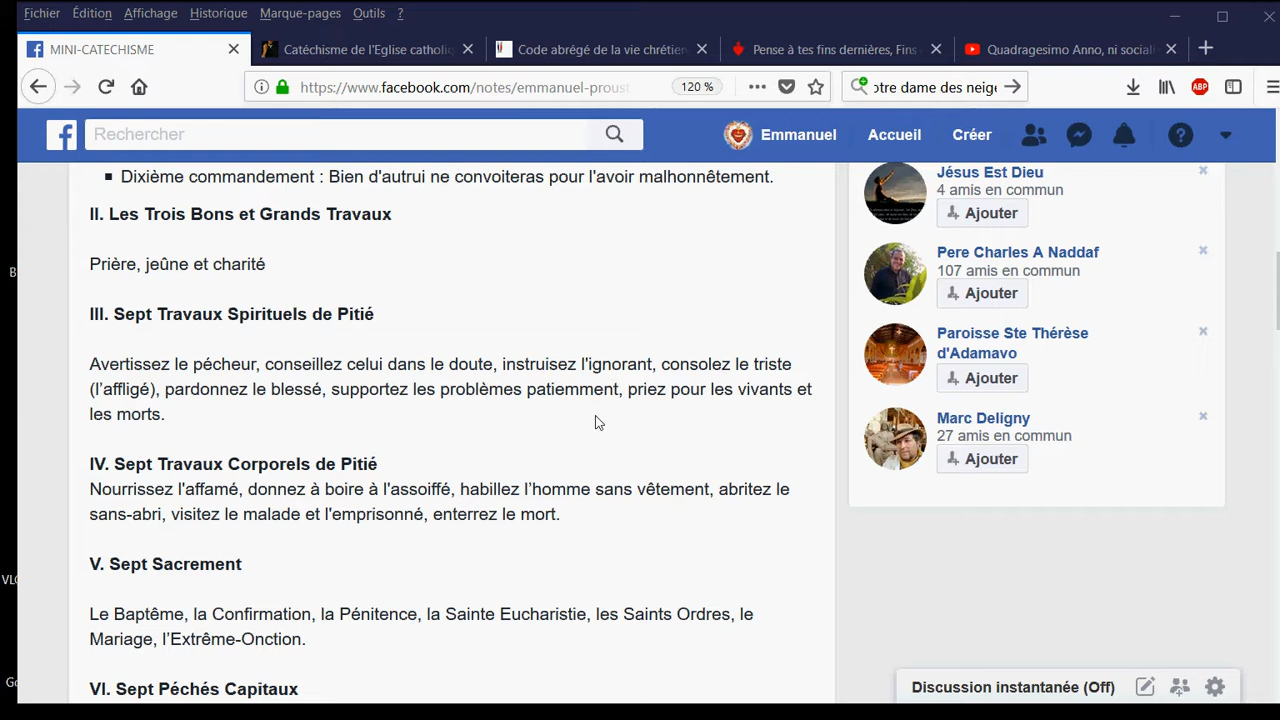 Fichier Édition Affichage Historique Marque-pages Outils ?
MINI-CATECHISME
Catéchisme de l'Eglise catholiq
Code abrégé de la vie chrétien
Pense à tes fins dernières, Fins
Quadragesimo Anno, ni sociali
https://www.facebook.com/notes/emmanuel-proust
120 %
otre dame des neige
ABP
Rechercher
Emmanuel
Accueil
Créer
Dixième commandement : Bien d'autrui ne convoiteras pour l'avoir malhonnêtement.
II. Les Trois Bons et Grands Travaux
Prière, jeûne et charité
III. Sept Travaux Spirituels de Pitié
Avertissez le pécheur, conseillez celui dans le doute, instruisez l'ignorant, consolez le triste
(l’affligé), pardonnez le blessé, supportez les problèmes patiemment, priez pour les vivants et
les morts.
IV. Sept Travaux Corporels de Pitié
Nourrissez l'affamé, donnez à boire à l'assoiffé, habillez l’homme sans vêtement, abritez le
sans-abri, visitez le malade et l'emprisonné, enterrez le mort.
V. Sept Sacrement
Le Baptême, la Confirmation, la Pénitence, la Sainte Eucharistie, les Saints Ordres, le
Mariage, l’Extrême-Onction.
VI. Sept Péchés Capitaux
Jésus Est Dieu
4 amis en commun
Ajouter
Pere Charles A Naddaf
107 amis en commun
Ajouter
Paroisse Ste Thérèse
d'Adamavo
Ajouter
Marc Deligny
27 amis en commun
Ajouter
Discussion instantanée (Off)
B
VL
Go